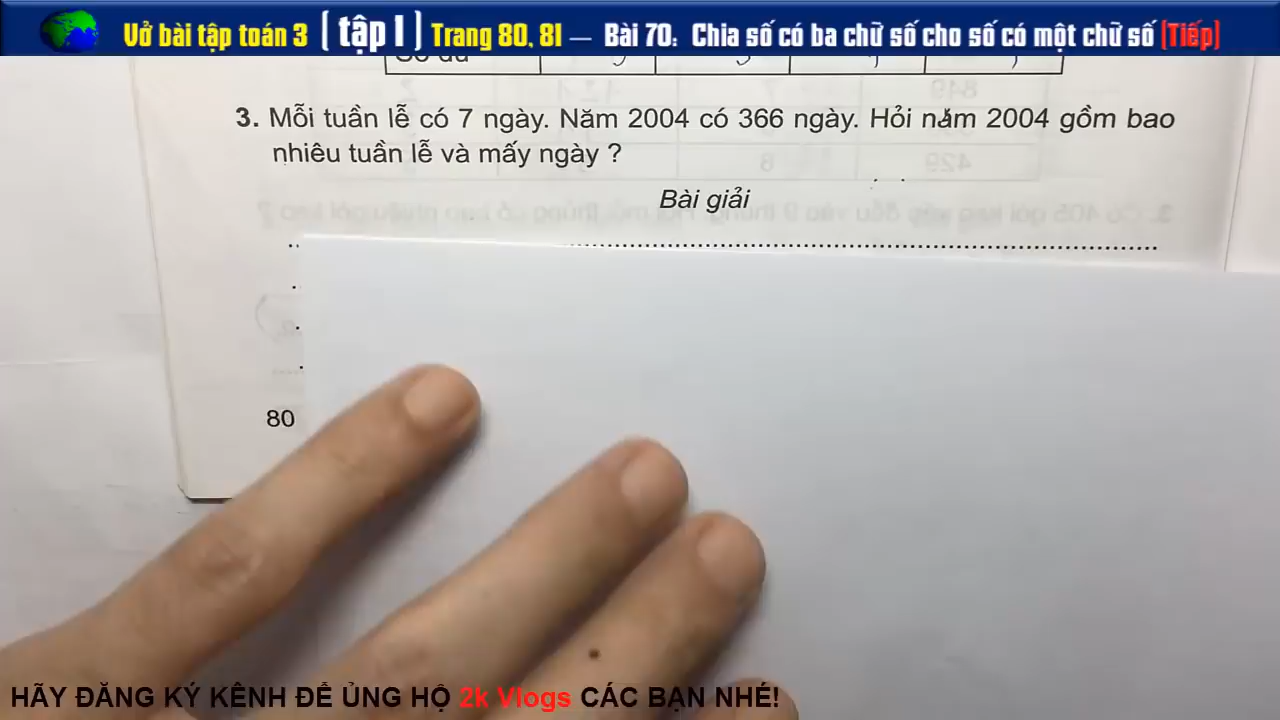 Vở bài tập toán 3 ( tập 1 ) Trang 80, 81 – Bài 70: Chia số có ba chữ số cho số có một chữ số (Tiếp)
3. Mỗi tuần lễ có 7 ngày. Năm 2004 có 366 ngày. Hỏi năm 2004 gồm bao
nhiêu tuần lễ và mấy ngày ?
Bài giải
80
HÃY ĐĂNG KÝ KÊNH ĐỂ ỦNG HỘ 2k Vlogs CÁC BẠN NHÉ!